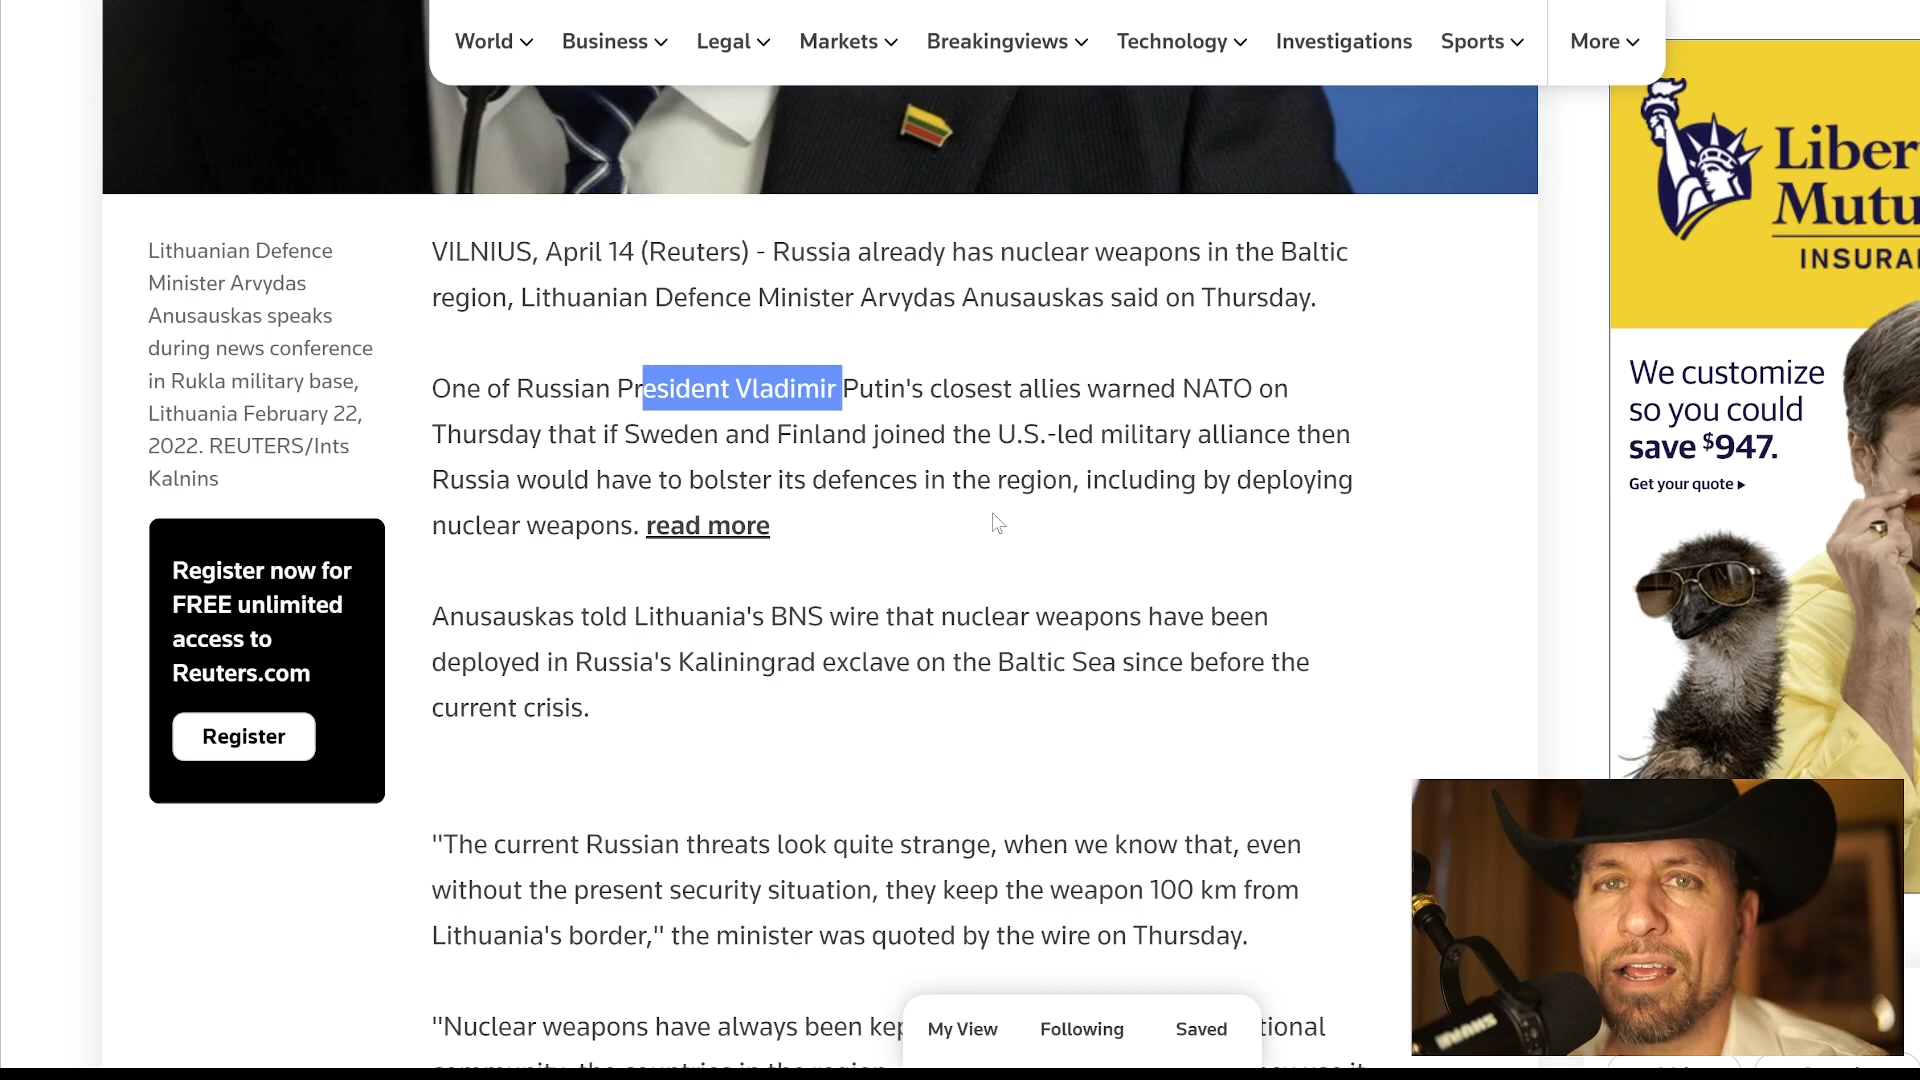 World Business Legal Markets Breakingviews Technology Investigations Sports More
Lithuanian Defence
Minister Arvydas
Anusauskas speaks
during news conference
in Rukla military base,
Lithuania February 22,
2022. REUTERS/Ints
Kalnins
Register now for
FREE unlimited
access to
Reuters.com
Register
VILNIUS, April 14 (Reuters) - Russia already has nuclear weapons in the Baltic
region, Lithuanian Defence Minister Arvydas Anusauskas said on Thursday.
One of Russian President Vladimir Putin's closest allies warned NATO on
Thursday that if Sweden and Finland joined the U.S.-led military alliance then
Russia would have to bolster its defences in the region, including by deploying
nuclear weapons. read more
Anusauskas told Lithuania's BNS wire that nuclear weapons have been
deployed in Russia's Kaliningrad exclave on the Baltic Sea since before the
current crisis.
"The current Russian threats look quite strange, when we know that, even
without the present security situation, they keep the weapon 100 km from
Lithuania's border," the minister was quoted by the wire on Thursday.
"Nuclear weapons have always been kep tional
My View Following Saved
Liber
Mutu
INSURA
We customize
so you could
save $947.
Get your quote
SHURE